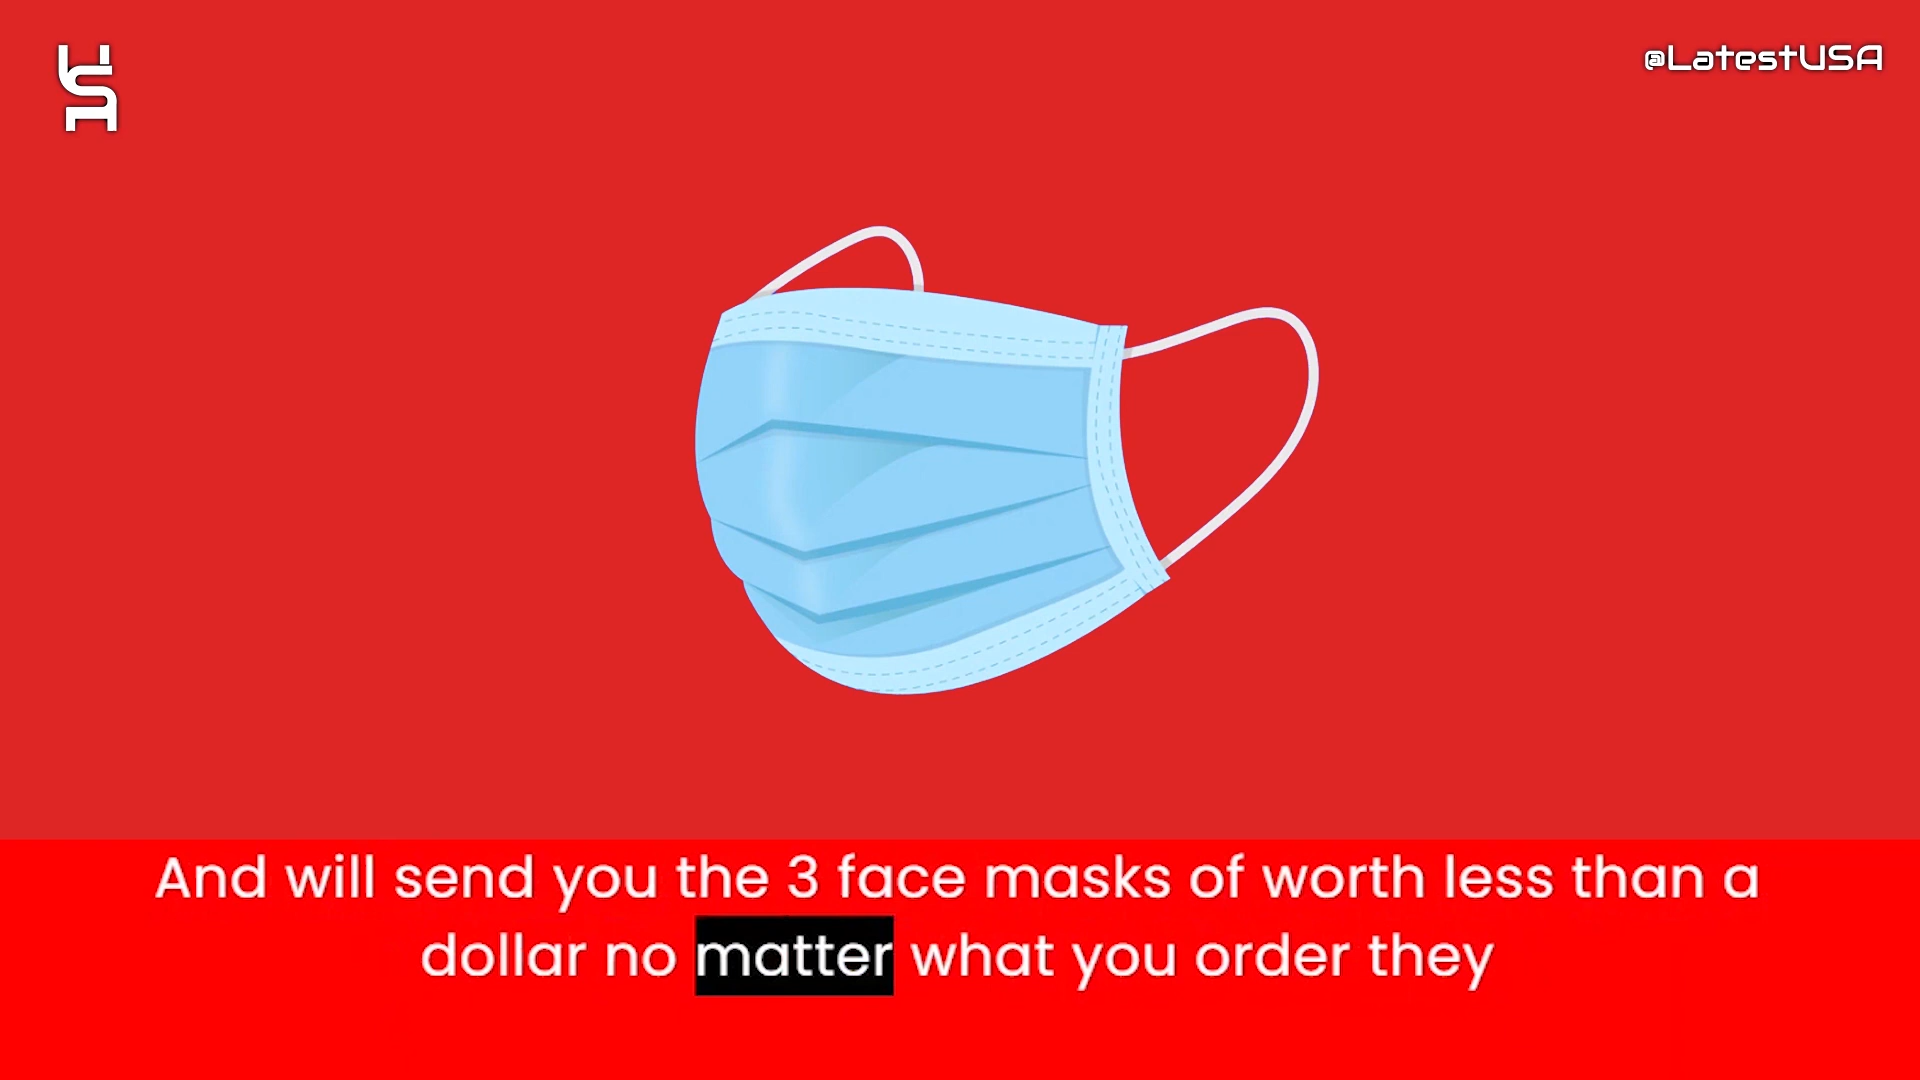 USA
@LatestUSA
And will send you the 3 face masks of worth less than a
dollar no matter what you order they